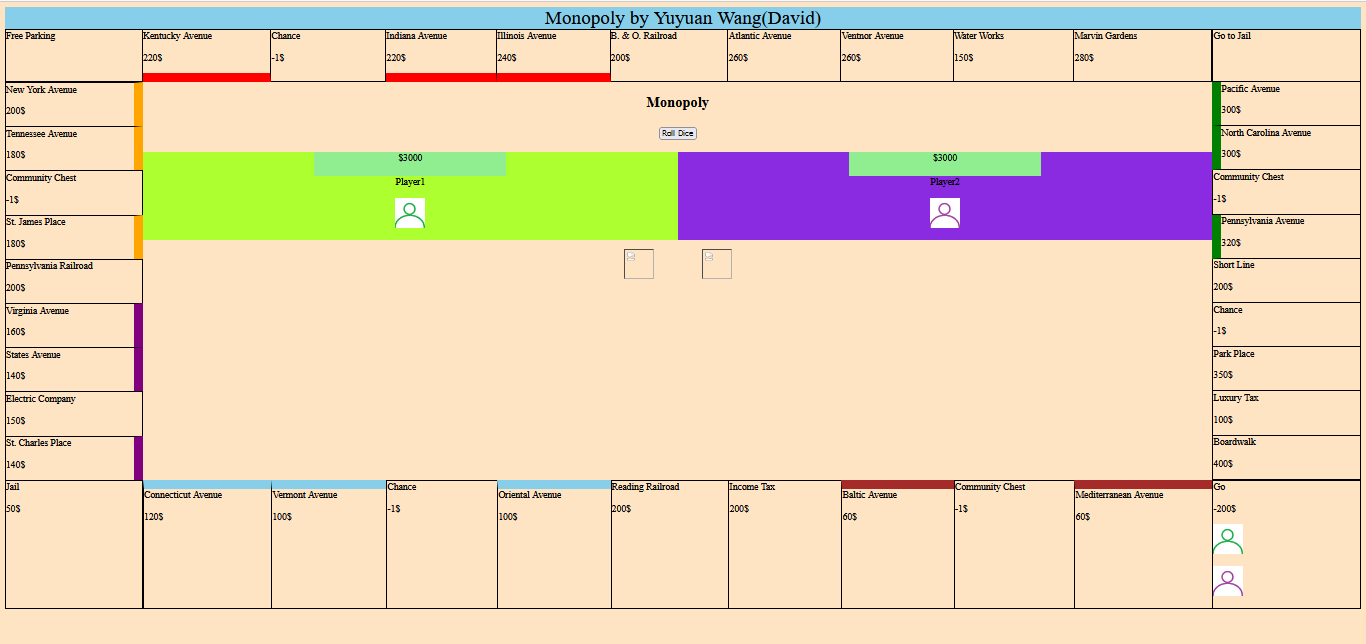 Monopoly by Yuyuan Wang(David)
Free Parking
Kentucky Avenue
220$
Chance
-1$
Indiana Avenue
220$
Illinois Avenue
240$
B. & O. Railroad
200$
Atlantic Avenue
260$
Ventnor Avenue
260$
Water Works
150$
Marvin Gardens
280$
Go to Jail
New York Avenue
200$
Tennessee Avenue
180$
Community Chest
-1$
St. James Place
180$
Pennsylvania Railroad
200$
Virginia Avenue
160$
States Avenue
140$
Electric Company
150$
St. Charles Place
140$
Monopoly
Roll Dice
$3000
Player1
$3000
Player2
Pacific Avenue
300$
North Carolina Avenue
300$
Community Chest
-1$
Pennsylvania Avenue
320$
Short Line
200$
Chance
-1$
Park Place
350$
Luxury Tax
100$
Boardwalk
400$
Jail
50$
Connecticut Avenue
120$
Vermont Avenue
100$
Chance
-1$
Oriental Avenue
100$
Reading Railroad
200$
Income Tax
200$
Baltic Avenue
60$
Community Chest
-1$
Mediterranean Avenue
60$
Go
-200$